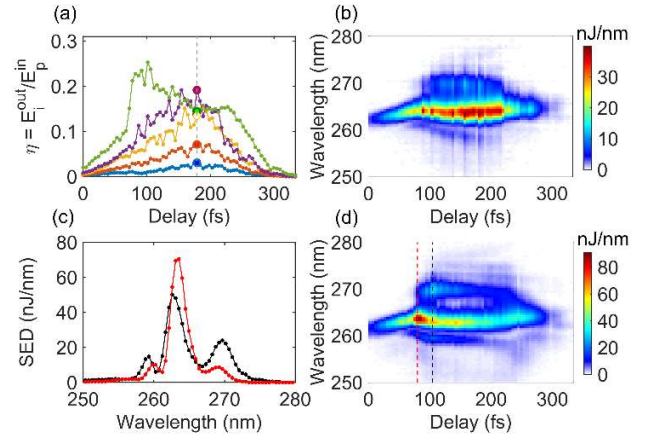 (a)
η = E_i^out/E_p^in
0.3
0.2
0.1
0
0 100 200 300
Delay (fs)
(b)
nJ/nm
Wavelength (nm)
280
270
260
250
0 100 200 300
Delay (fs)
30
20
10
0
(c)
SED (nJ/nm)
80
60
40
20
0
250 260 270 280
Wavelength (nm)
(d)
nJ/nm
Wavelength (nm)
280
270
260
250
0 100 200 300
Delay (fs)
80
60
40
20
0